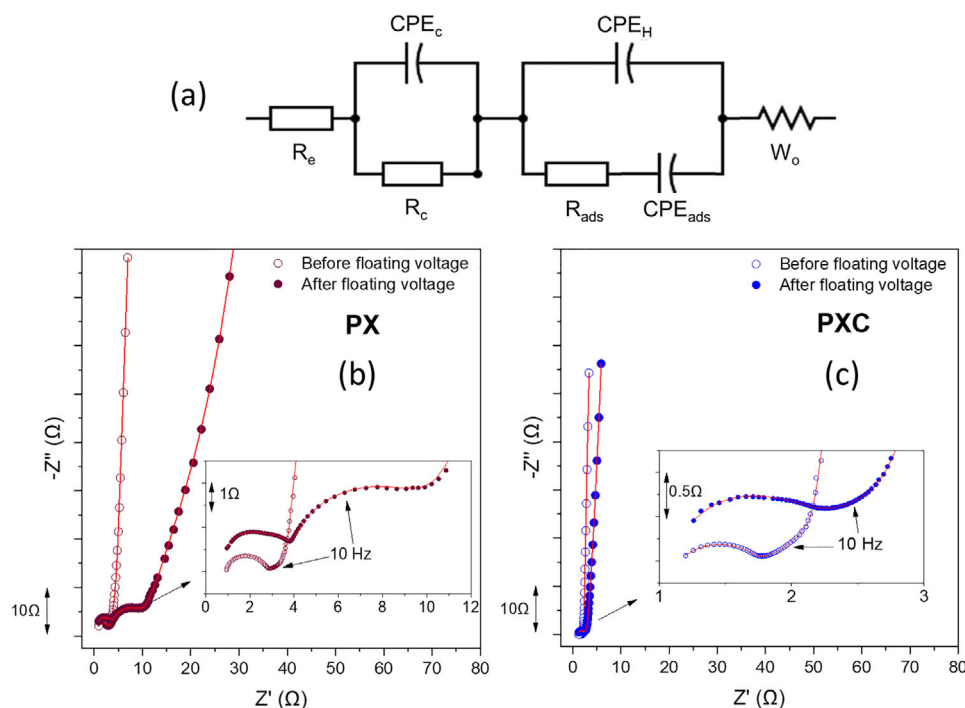 (a)
CPEc
CPEH
Re
Rc
Rads
CPEads
Wo
Before floating voltage
After floating voltage
PX
(b)
-Z'' (Ω)
10Ω
1Ω
10 Hz
0 2 4 6 8 10 12
0 10 20 30 40 50 60 70 80
Z' (Ω)
Before floating voltage
After floating voltage
PXC
(c)
-Z'' (Ω)
10Ω
0.5Ω
10 Hz
1 2 3
0 10 20 30 40 50 60 70 80
Z' (Ω)